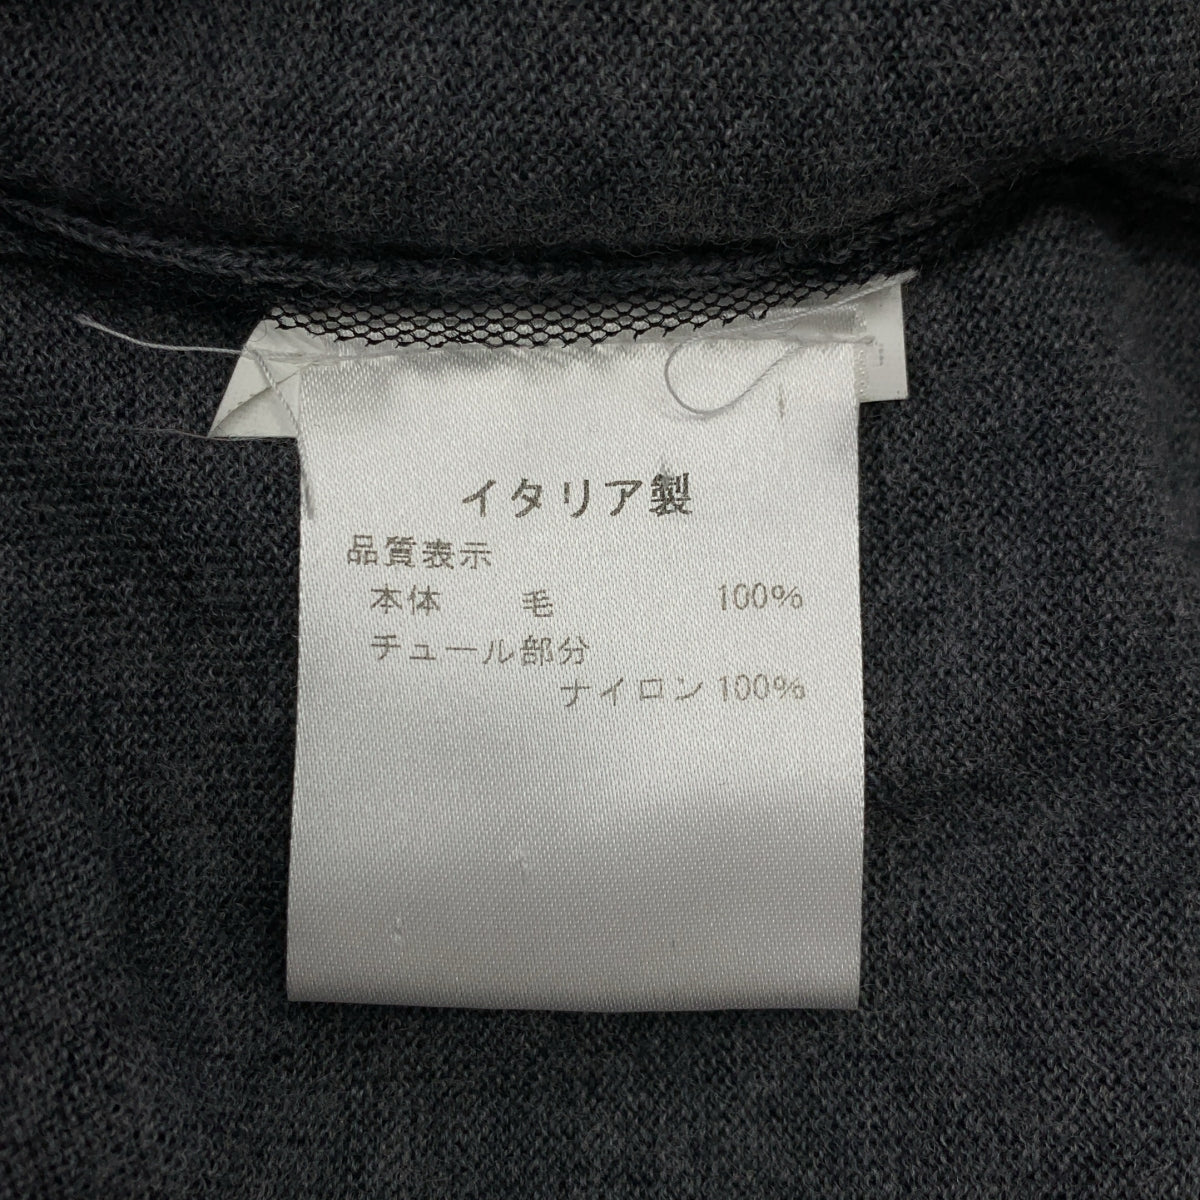 イタリア製
品質表示
本体 毛 100%
チュール部分
ナイロン 100%